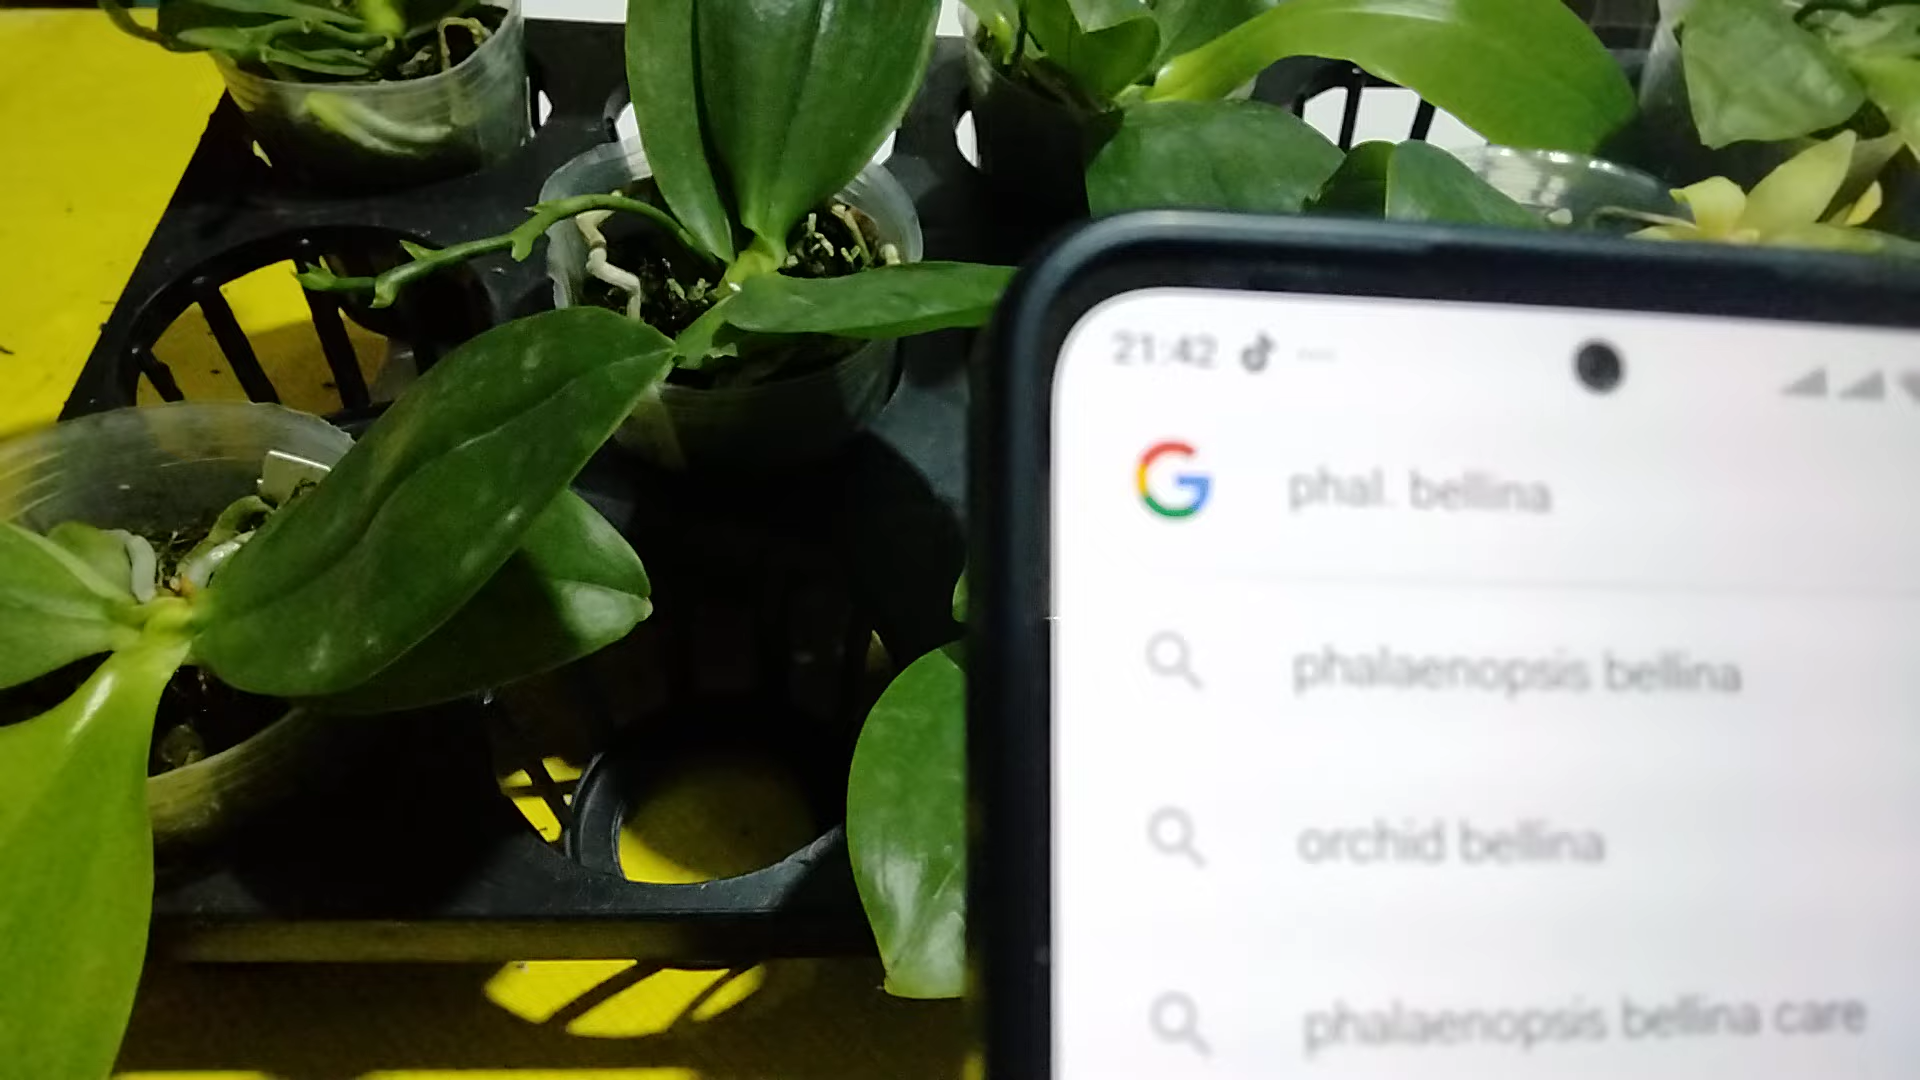 21:42
phal. bellina
phalaenopsis bellina
orchid bellina
phalaenopsis bellina care